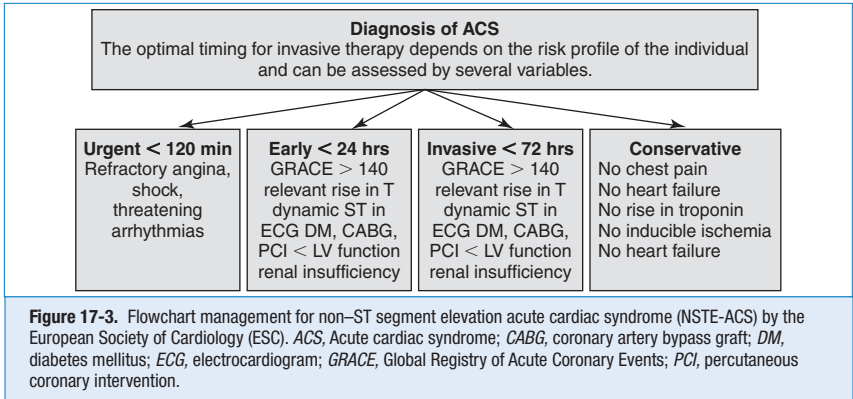 Diagnosis of ACS
The optimal timing for invasive therapy depends on the risk profile of the individual
and can be assessed by several variables.
Urgent < 120 min
Refractory angina,
shock,
threatening
arrhythmias
Early < 24 hrs
GRACE > 140
relevant rise in T
dynamic ST in
ECG DM, CABG,
PCI < LV function
renal insufficiency
Invasive < 72 hrs
GRACE > 140
relevant rise in T
dynamic ST in
ECG DM, CABG,
PCI < LV function
renal insufficiency
Conservative
No chest pain
No heart failure
No rise in troponin
No inducible ischemia
No heart failure
Figure 17-3. Flowchart management for non–ST segment elevation acute cardiac syndrome (NSTE-ACS) by the
European Society of Cardiology (ESC). ACS, Acute cardiac syndrome; CABG, coronary artery bypass graft; DM,
diabetes mellitus; ECG, electrocardiogram; GRACE, Global Registry of Acute Coronary Events; PCI, percutaneous
coronary intervention.